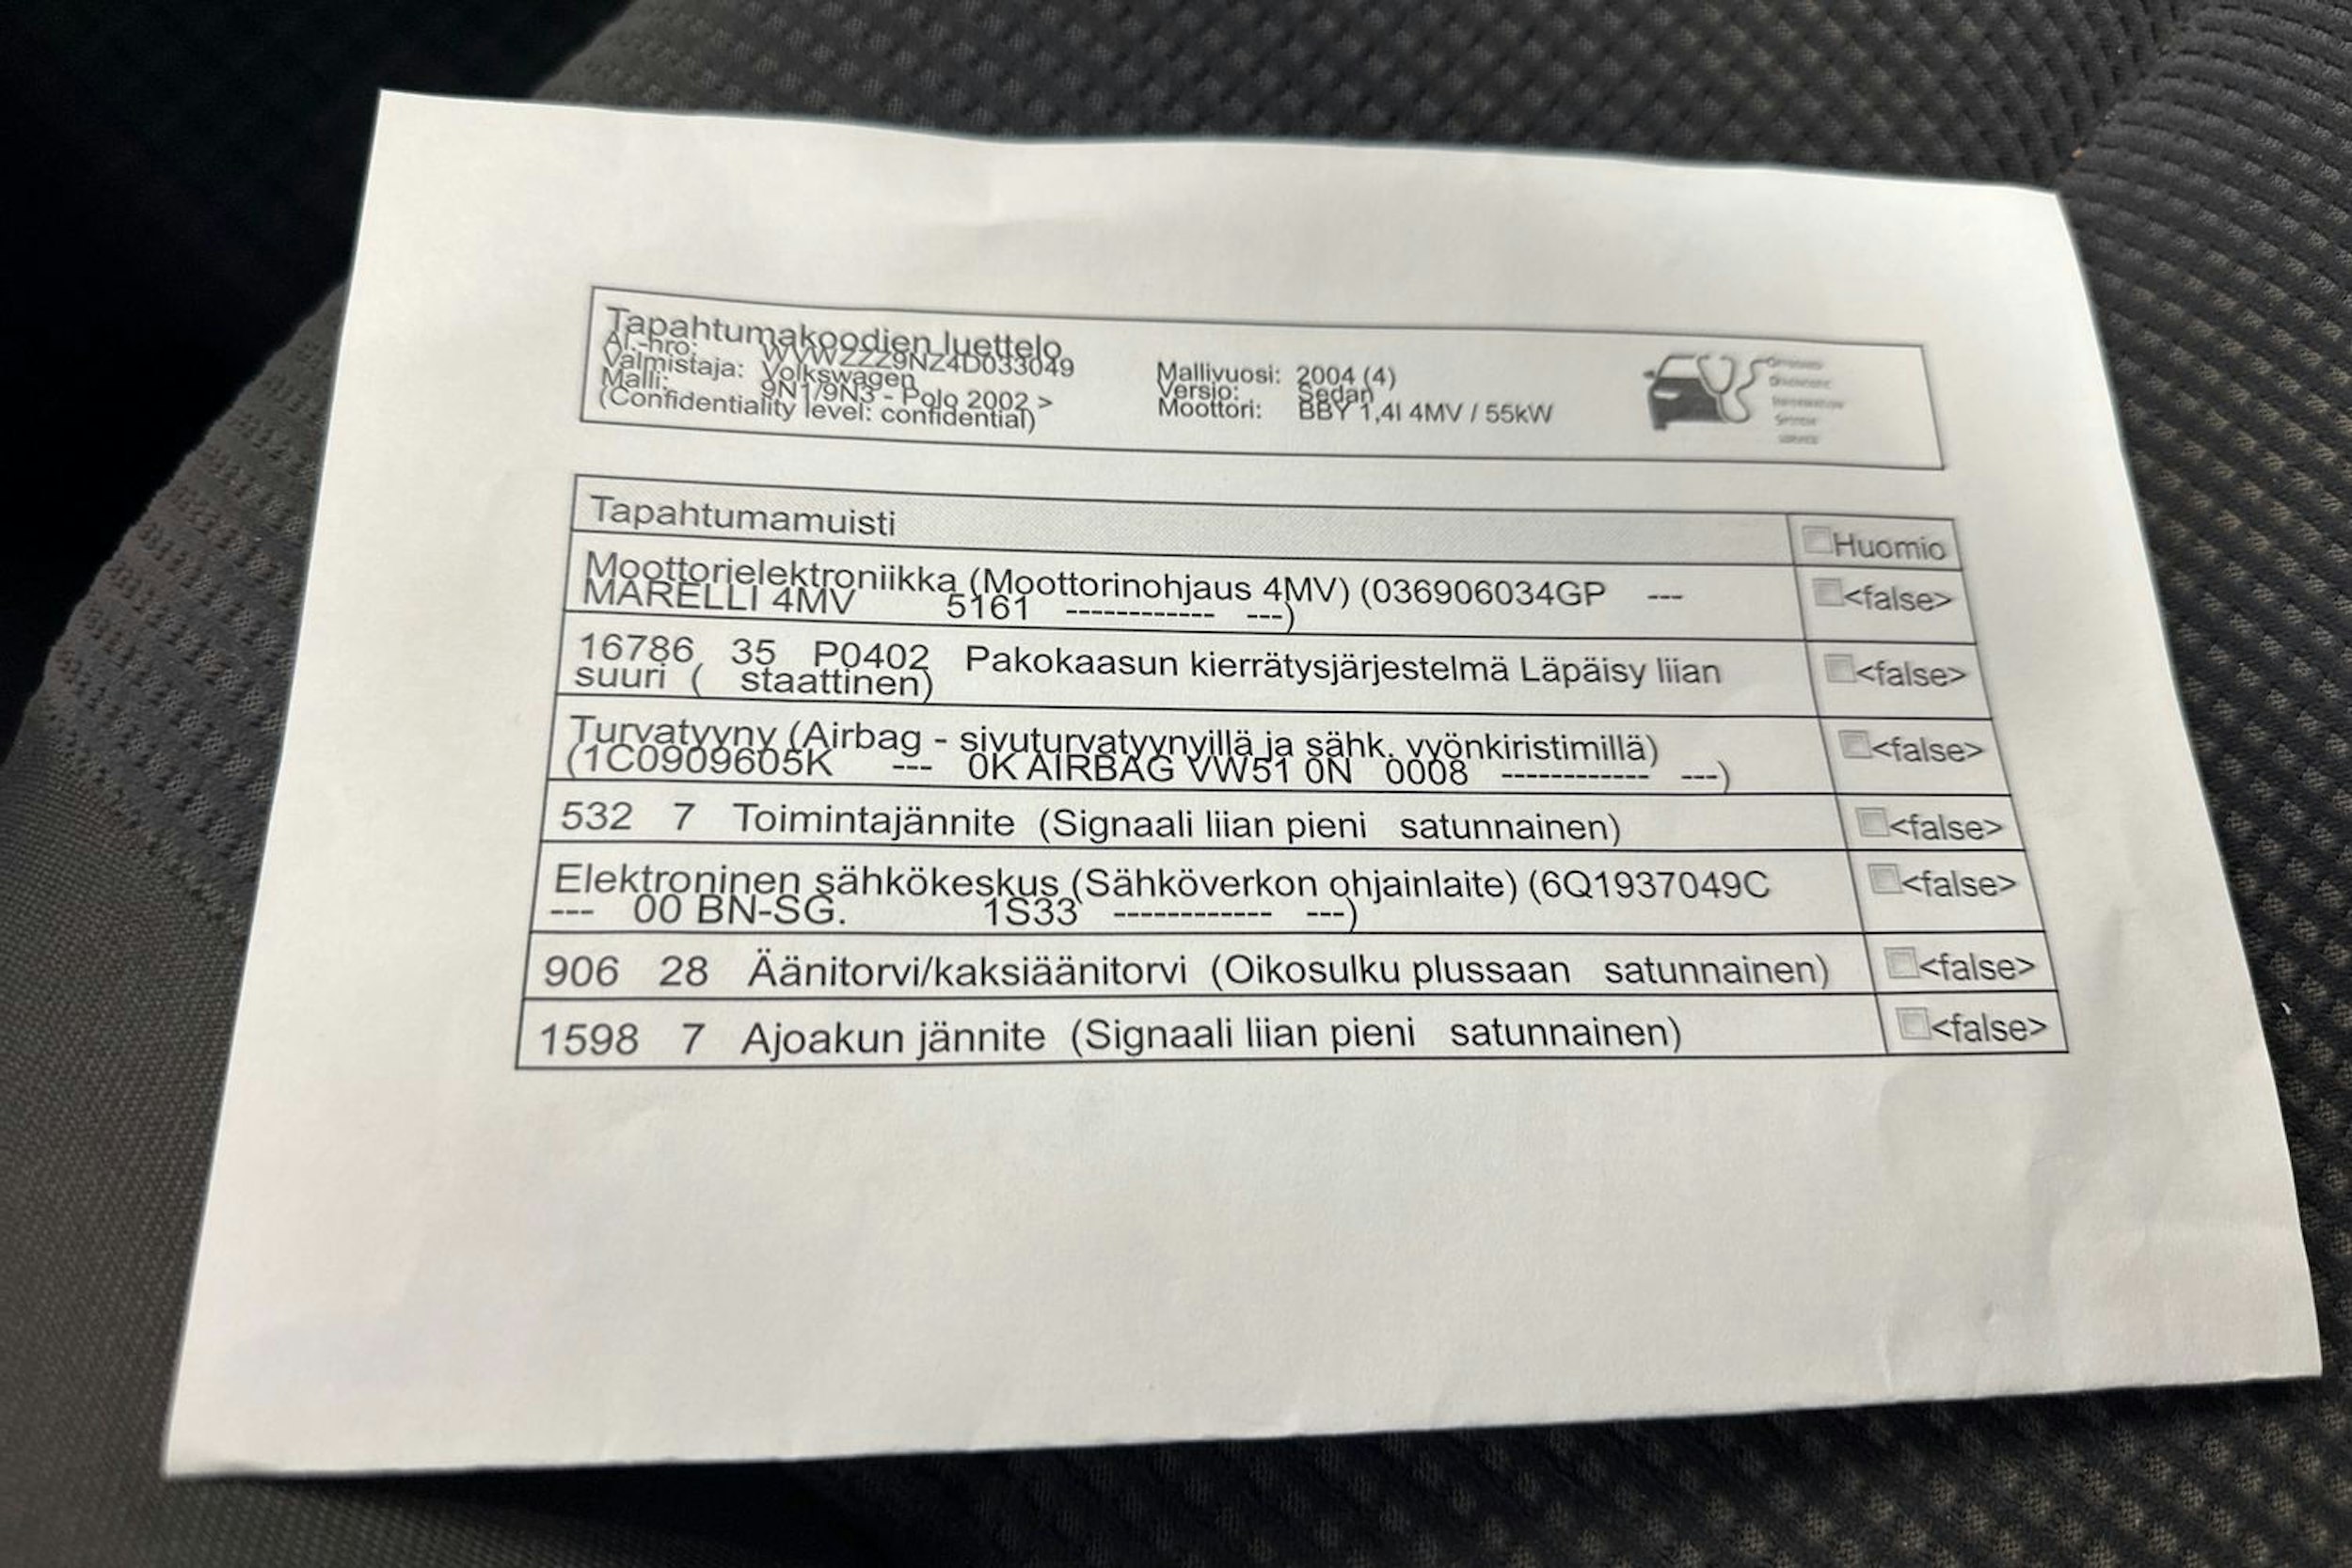 Tapahtumakoodien luettelo
Al.-nro: WVWZZZ9NZ4D033049
Valmistaja: Volkswagen
Malli: 9N1/9N3 - Polo 2002 >
(Confidentiality level: confidential)
Mallivuosi: 2004 (4)
Versio: Sedan
Moottori: BBY 1,4l 4MV / 55kW
Tapahtumamuisti
Huomio
Moottorielektroniikka (Moottorinohjaus 4MV) (036906034GP ---
MARELLI 4MV 5161 ------------ ---)
<false>
16786 35 P0402 Pakokaasun kierrätysjärjestelmä Läpäisy liian
suuri ( staattinen)
<false>
Turvatyyny (Airbag - sivuturvatyynyillä ja sähk. vyönkiristimillä)
(1C0909605K --- 0K AIRBAG VW51 0N 0008 ------------ ---)
<false>
532 7 Toimintajännite (Signaali liian pieni satunnainen)
<false>
Elektroninen sähkökeskus (Sähköverkon ohjainlaite) (6Q1937049C
--- 00 BN-SG. 1S33 ------------ ---)
<false>
906 28 Äänitorvi/kaksiäänitorvi (Oikosulku plussaan satunnainen)
<false>
1598 7 Ajoakun jännite (Signaali liian pieni satunnainen)
<false>